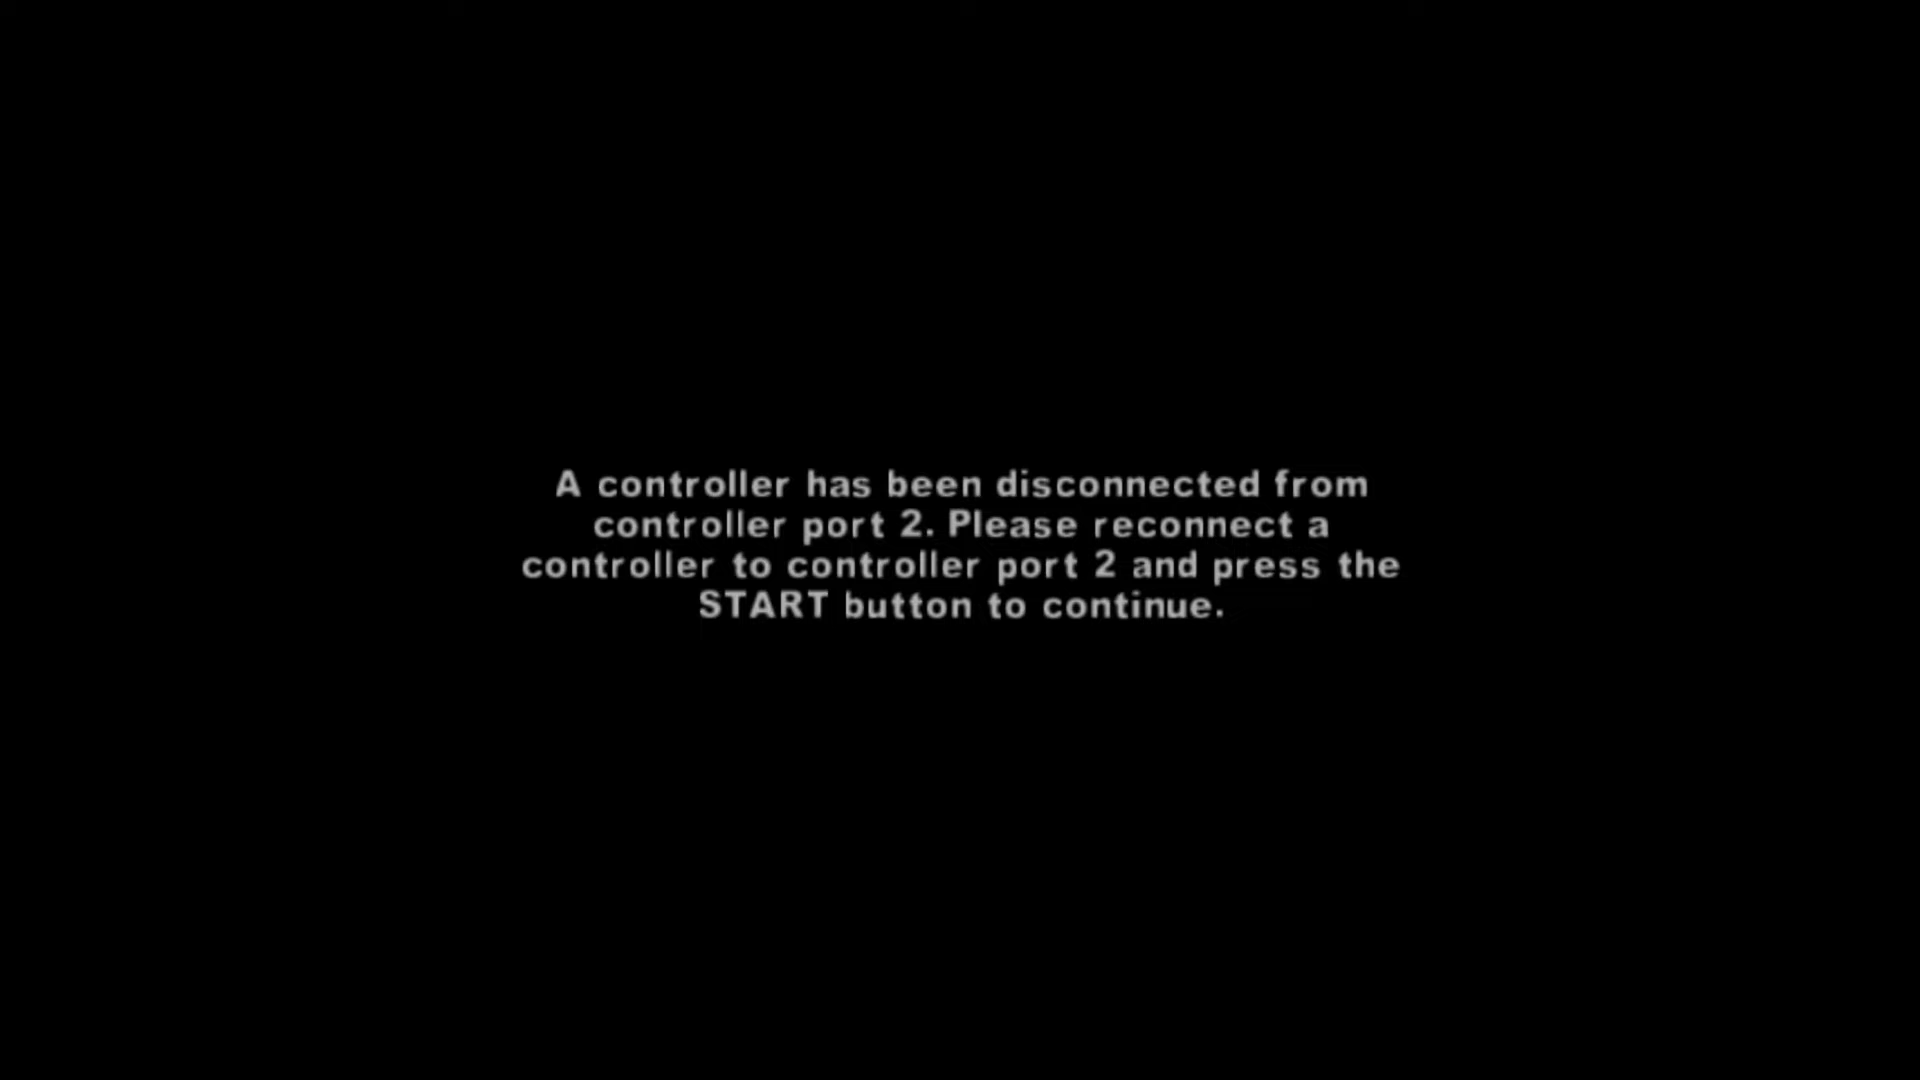 A controller has been disconnected from
controller port 2. Please reconnect a
controller to controller port 2 and press the
START button to continue.